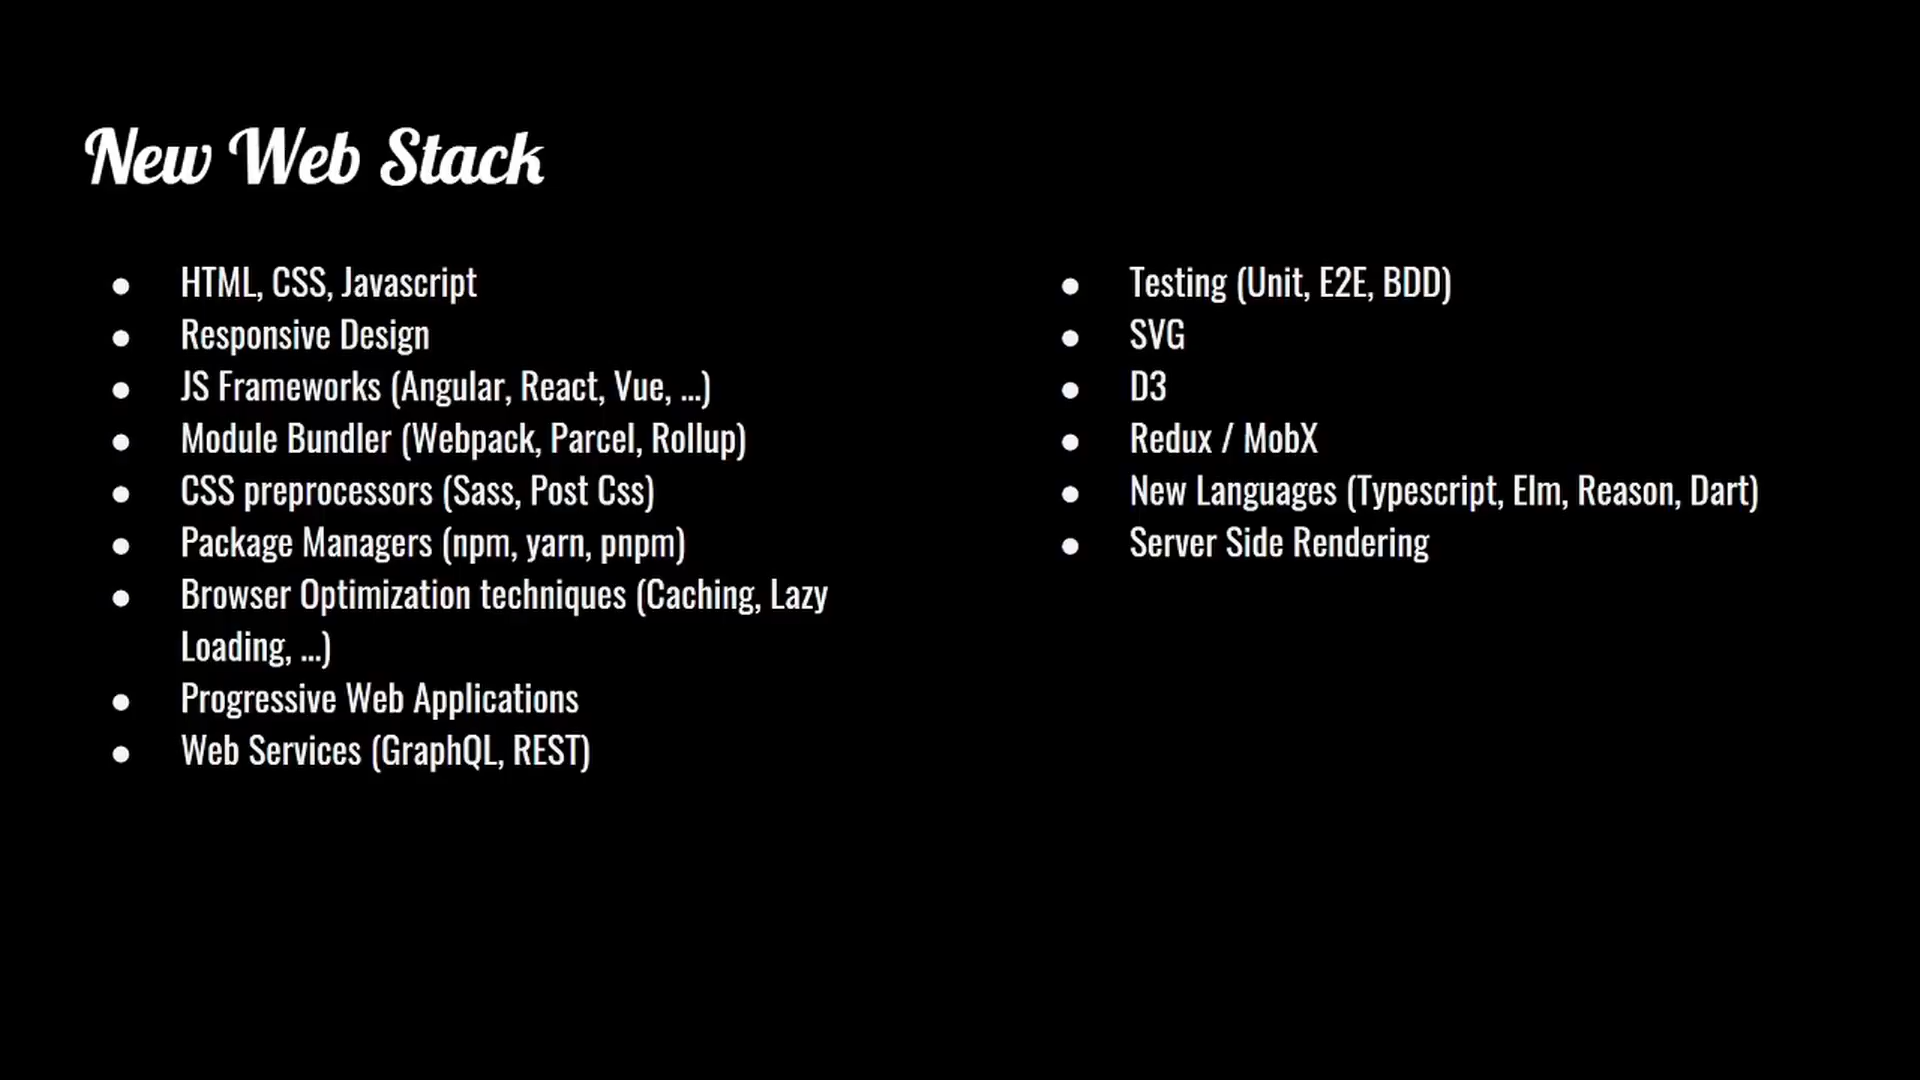 New Web Stack
● HTML, CSS, Javascript
● Responsive Design
● JS Frameworks (Angular, React, Vue, ...)
● Module Bundler (Webpack, Parcel, Rollup)
● CSS preprocessors (Sass, Post Css)
● Package Managers (npm, yarn, pnpm)
● Browser Optimization techniques (Caching, Lazy
Loading, ...)
● Progressive Web Applications
● Web Services (GraphQL, REST)
● Testing (Unit, E2E, BDD)
● SVG
● D3
● Redux / MobX
● New Languages (Typescript, Elm, Reason, Dart)
● Server Side Rendering